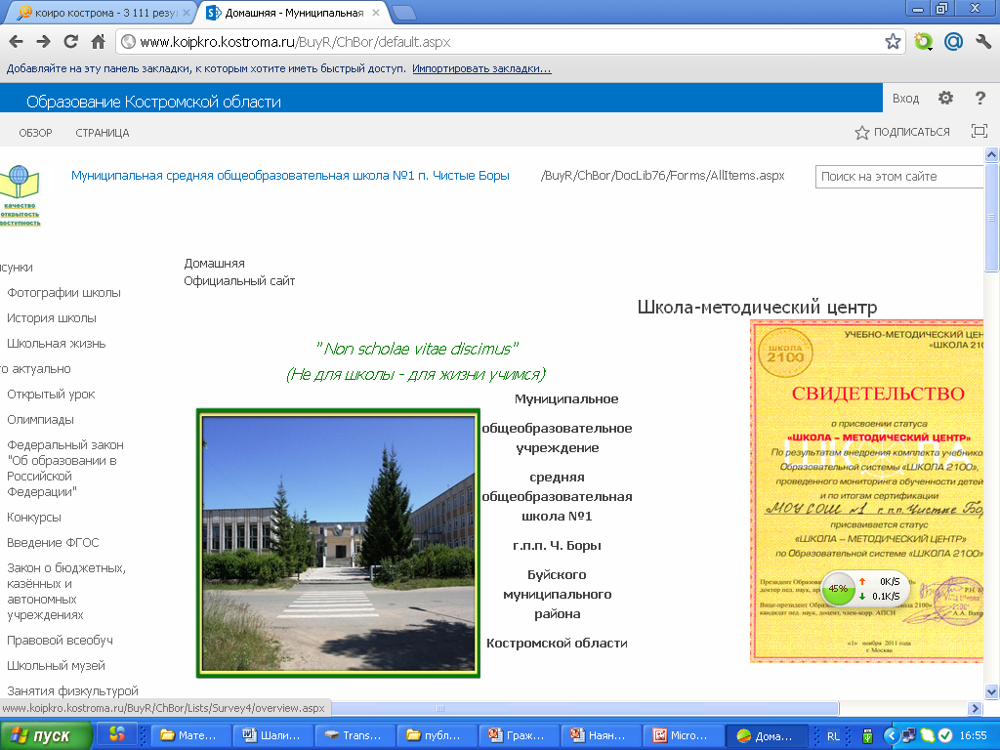 коиро кострома - 3 111 резу
Домашняя - Муниципальная
www.koipkro.kostroma.ru/BuyR/ChBor/default.aspx
Добавляйте на эту панель закладки, к которым хотите иметь быстрый доступ. Импортировать закладки...
Образование Костромской области
Вход
?
ОБЗОР СТРАНИЦА
ПОДПИСАТЬСЯ
качество
открытость
доступность
Муниципальная средняя общеобразовательная школа №1 п. Чистые Боры
/BuyR/ChBor/DocLib76/Forms/AllItems.aspx
Поиск на этом сайте
сунки
Фотографии школы
История школы
Школьная жизнь
о актуально
Открытый урок
Олимпиады
Федеральный закон
"Об образовании в
Российской
Федерации"
Конкурсы
Введение ФГОС
Закон о бюджетных,
казённых и
автономных
учреждениях
Правовой всеобуч
Школьный музей
Занятия физкультурой
Домашняя
Официальный сайт
" Non scholae vitae discimus"
(Не для школы - для жизни учимся)
Муниципальное
общеобразовательное
учреждение
средняя
общеобразовательная
школа №1
г.п.п. Ч. Боры
Буйского
муниципального
района
Костромской области
Школа-методический центр
УЧЕБНО-МЕТОДИЧЕСКИЙ ЦЕН
«ШКОЛА 210
ШКОЛА
2100
СВИДЕТЕЛЬСТВО
о присвоении статуса
«ШКОЛА – МЕТОДИЧЕСКИЙ ЦЕНТР»
По результатам внедрения комплекта учебнико
Образовательной системы «ШКОЛА 2100»,
проведенного мониторинга обученности детей
и по итогам сертификации
МОУ СОШ №1 г.п.п. Чистые Бор
присваивается статус
«ШКОЛА – МЕТОДИЧЕСКИЙ ЦЕНТР»
по Образовательной системе «ШКОЛА 2100»
Президент Образова
доктор пед. наук, пр
Вице-президент Образова
кандидат пед. наук, доцент, член-корр. АПСН
А.А. Вахр
«1» ноября 2011 года
г. Москва
45%
0K/S
0.1K/S
www.koipkro.kostroma.ru/BuyR/ChBor/Lists/Survey4/overview.aspx
пуск
Мате...
Шали...
Trans...
публ...
Граж...
Наян...
Micro...
Дома...
RL
16:55